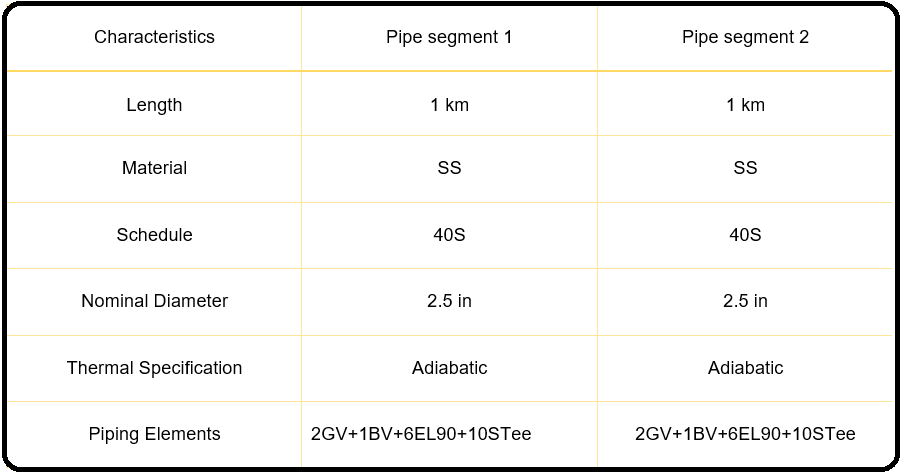 Characteristics Pipe segment 1 Pipe segment 2
Length 1 km 1 km
Material SS SS
Schedule 40S 40S
Nominal Diameter 2.5 in 2.5 in
Thermal Specification Adiabatic Adiabatic
Piping Elements 2GV+1BV+6EL90+10STee 2GV+1BV+6EL90+10STee